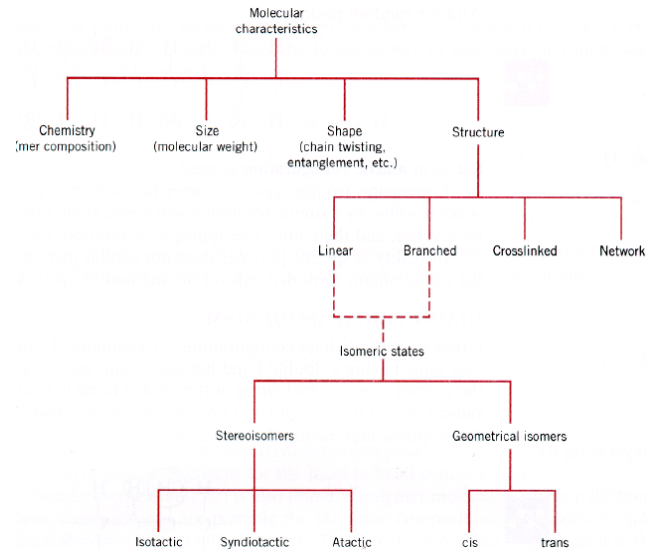 Molecular
characteristics
Chemistry
(mer composition)
Size
(molecular weight)
Shape
(chain twisting,
entanglement, etc.)
Structure
Linear
Branched
Crosslinked
Network
Isomeric states
Stereoisomers
Geometrical isomers
Isotactic
Syndiotactic
Atactic
cis
trans